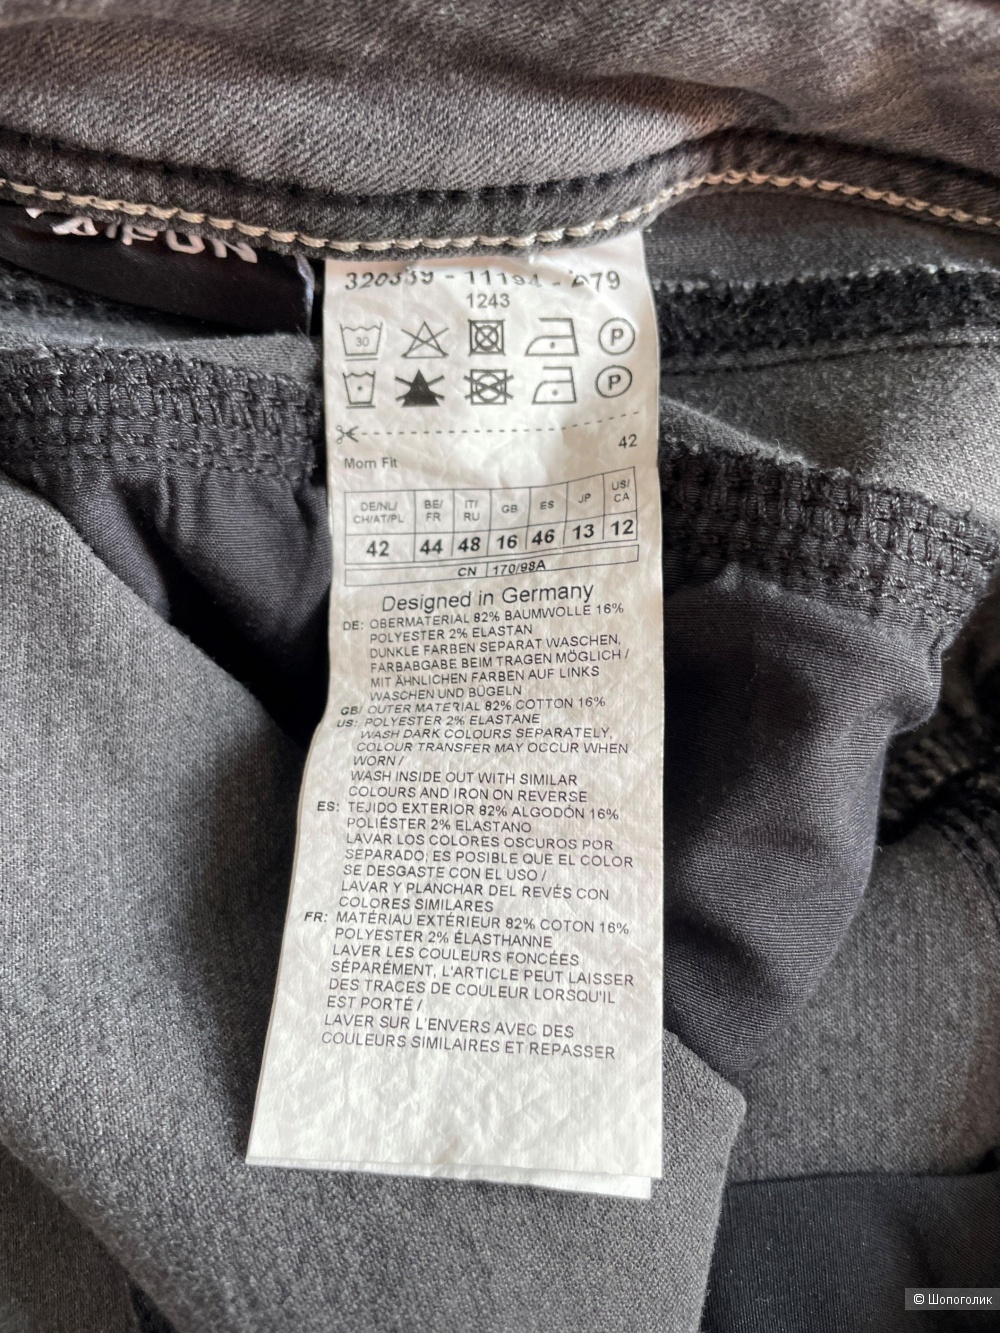 TAIFUN
1243
30
P
P
42
Mom Fit
DE/NL/ CH/AT/PL BE/ FR IT/ RU GB ES JP US/ CA
42 44 48 16 46 13 12
CN 170/98A
Designed in Germany
DE: OBERMATERIAL 82% BAUMWOLLE 16%
POLYESTER 2% ELASTAN
DUNKLE FARBEN SEPARAT WASCHEN,
FARBABGABE BEIM TRAGEN MÖGLICH /
MIT ÄHNLICHEN FARBEN AUF LINKS
WASCHEN UND BÜGELN
GB/ OUTER MATERIAL 82% COTTON 16%
US: POLYESTER 2% ELASTANE
WASH DARK COLOURS SEPARATELY,
COLOUR TRANSFER MAY OCCUR WHEN
WORN /
WASH INSIDE OUT WITH SIMILAR
COLOURS AND IRON ON REVERSE
ES: TEJIDO EXTERIOR 82% ALGODÓN 16%
POLIÉSTER 2% ELASTANO
LAVAR LOS COLORES OSCUROS POR
SEPARADO; ES POSIBLE QUE EL COLOR
SE DESGASTE CON EL USO /
LAVAR Y PLANCHAR DEL REVÉS CON
COLORES SIMILARES
FR: MATÉRIAU EXTÉRIEUR 82% COTON 16%
POLYESTER 2% ÉLASTHANNE
LAVER LES COULEURS FONCÉES
SÉPARÉMENT, L'ARTICLE PEUT LAISSER
DES TRACES DE COULEUR LORSQU'IL
EST PORTÉ /
LAVER SUR L'ENVERS AVEC DES
COULEURS SIMILAIRES ET REPASSER
© Шопоголик